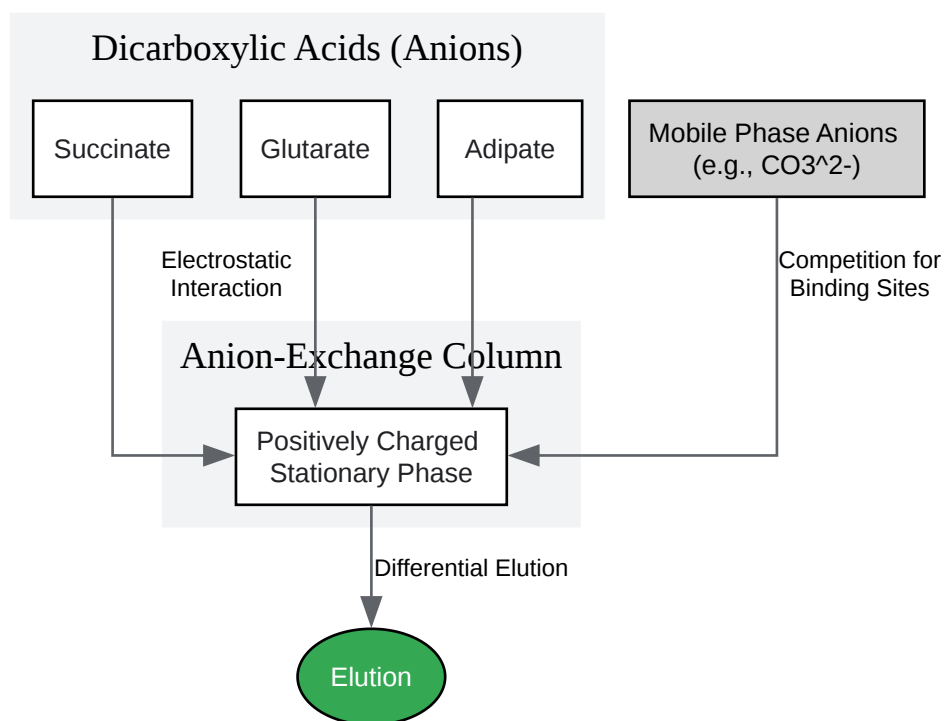 Dicarboxylic Acids (Anions)
Succinate
Glutarate
Adipate
Mobile Phase Anions
(e.g., CO3^2-)
Electrostatic
Interaction
Competition for
Binding Sites
Anion-Exchange Column
Positively Charged
Stationary Phase
Differential Elution
Elution